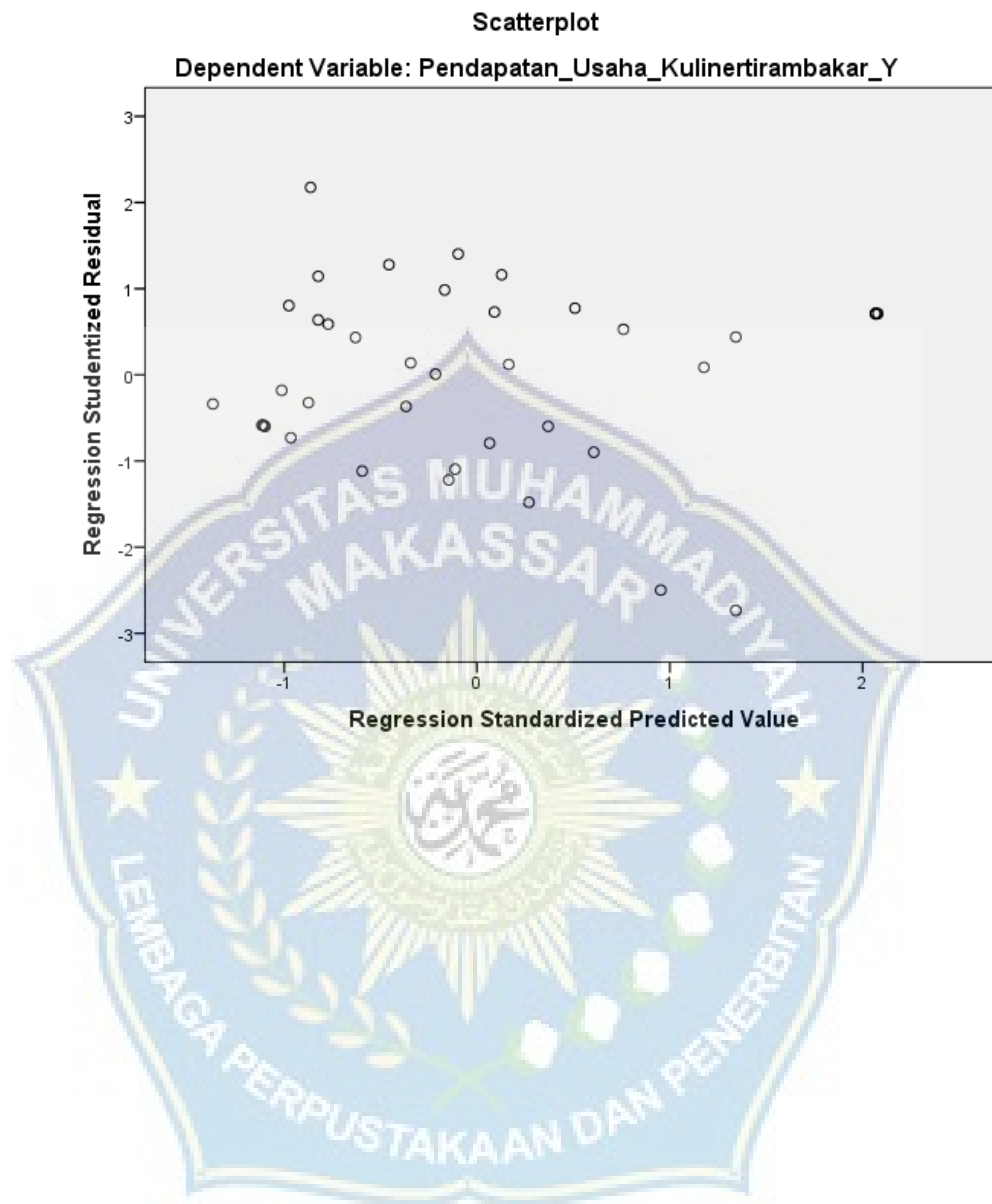 Scatterplot
Dependent Variable: Pendapatan_Usaha_Kulinertirambakar_Y
Regression Studentized Residual
3
2
1
0
-1
-2
-3
-1 0 1 2
Regression Standardized Predicted Value
UNIVERSITAS MUHAMMADIYAH
MAKASSAR
LEMBAGA PERPUSTAKAAN DAN PENERBITAN